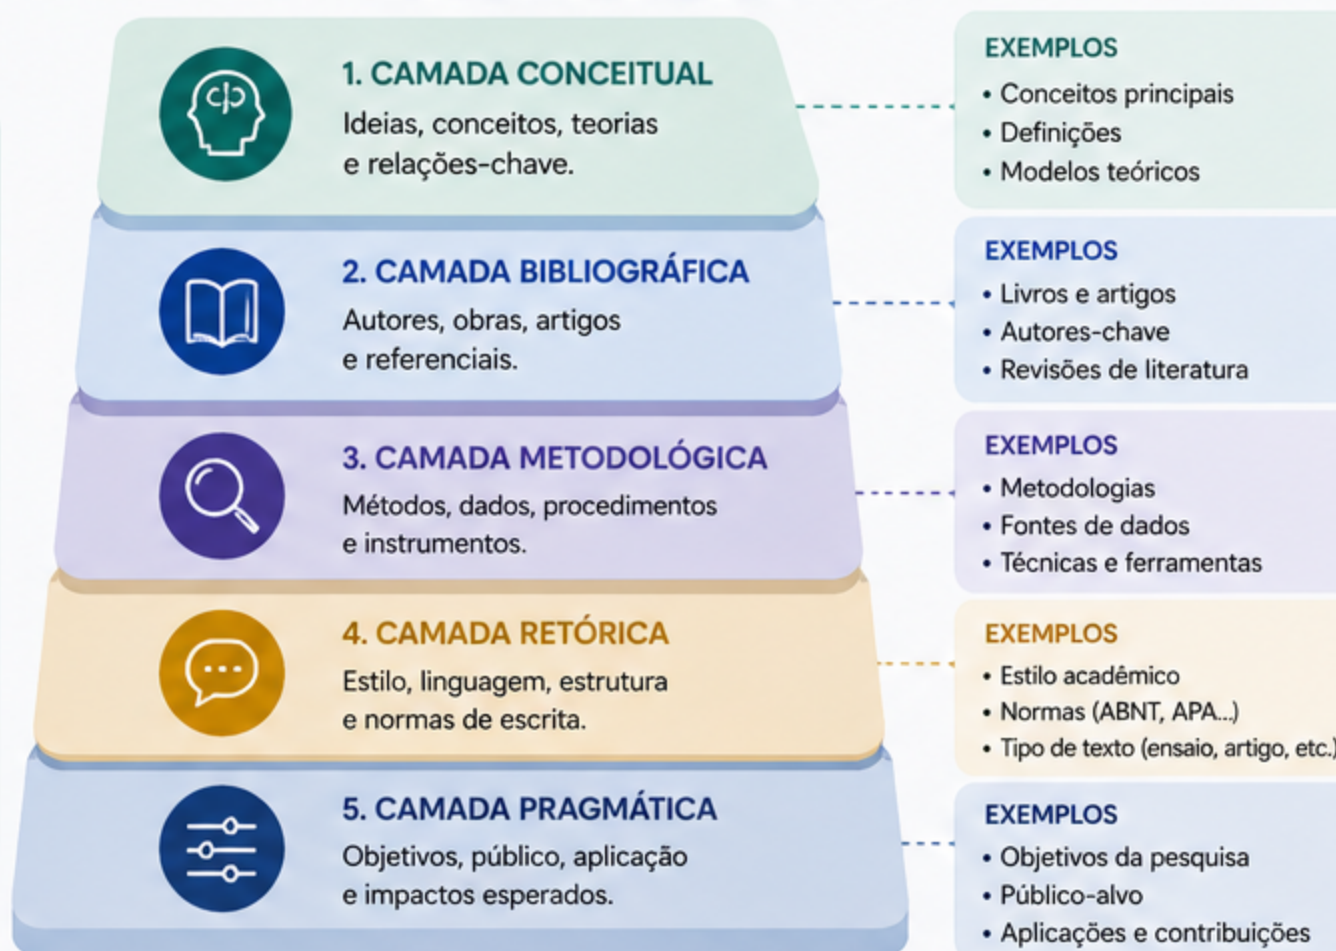 1. CAMADA CONCEITUAL
Ideias, conceitos, teorias
e relações-chave.
EXEMPLOS
• Conceitos principais
• Definições
• Modelos teóricos
2. CAMADA BIBLIOGRÁFICA
Autores, obras, artigos
e referenciais.
EXEMPLOS
• Livros e artigos
• Autores-chave
• Revisões de literatura
3. CAMADA METODOLÓGICA
Métodos, dados, procedimentos
e instrumentos.
EXEMPLOS
• Metodologias
• Fontes de dados
• Técnicas e ferramentas
4. CAMADA RETÓRICA
Estilo, linguagem, estrutura
e normas de escrita.
EXEMPLOS
• Estilo acadêmico
• Normas (ABNT, APA...)
• Tipo de texto (ensaio, artigo, etc.)
5. CAMADA PRAGMÁTICA
Objetivos, público, aplicação
e impactos esperados.
EXEMPLOS
• Objetivos da pesquisa
• Público-alvo
• Aplicações e contribuições